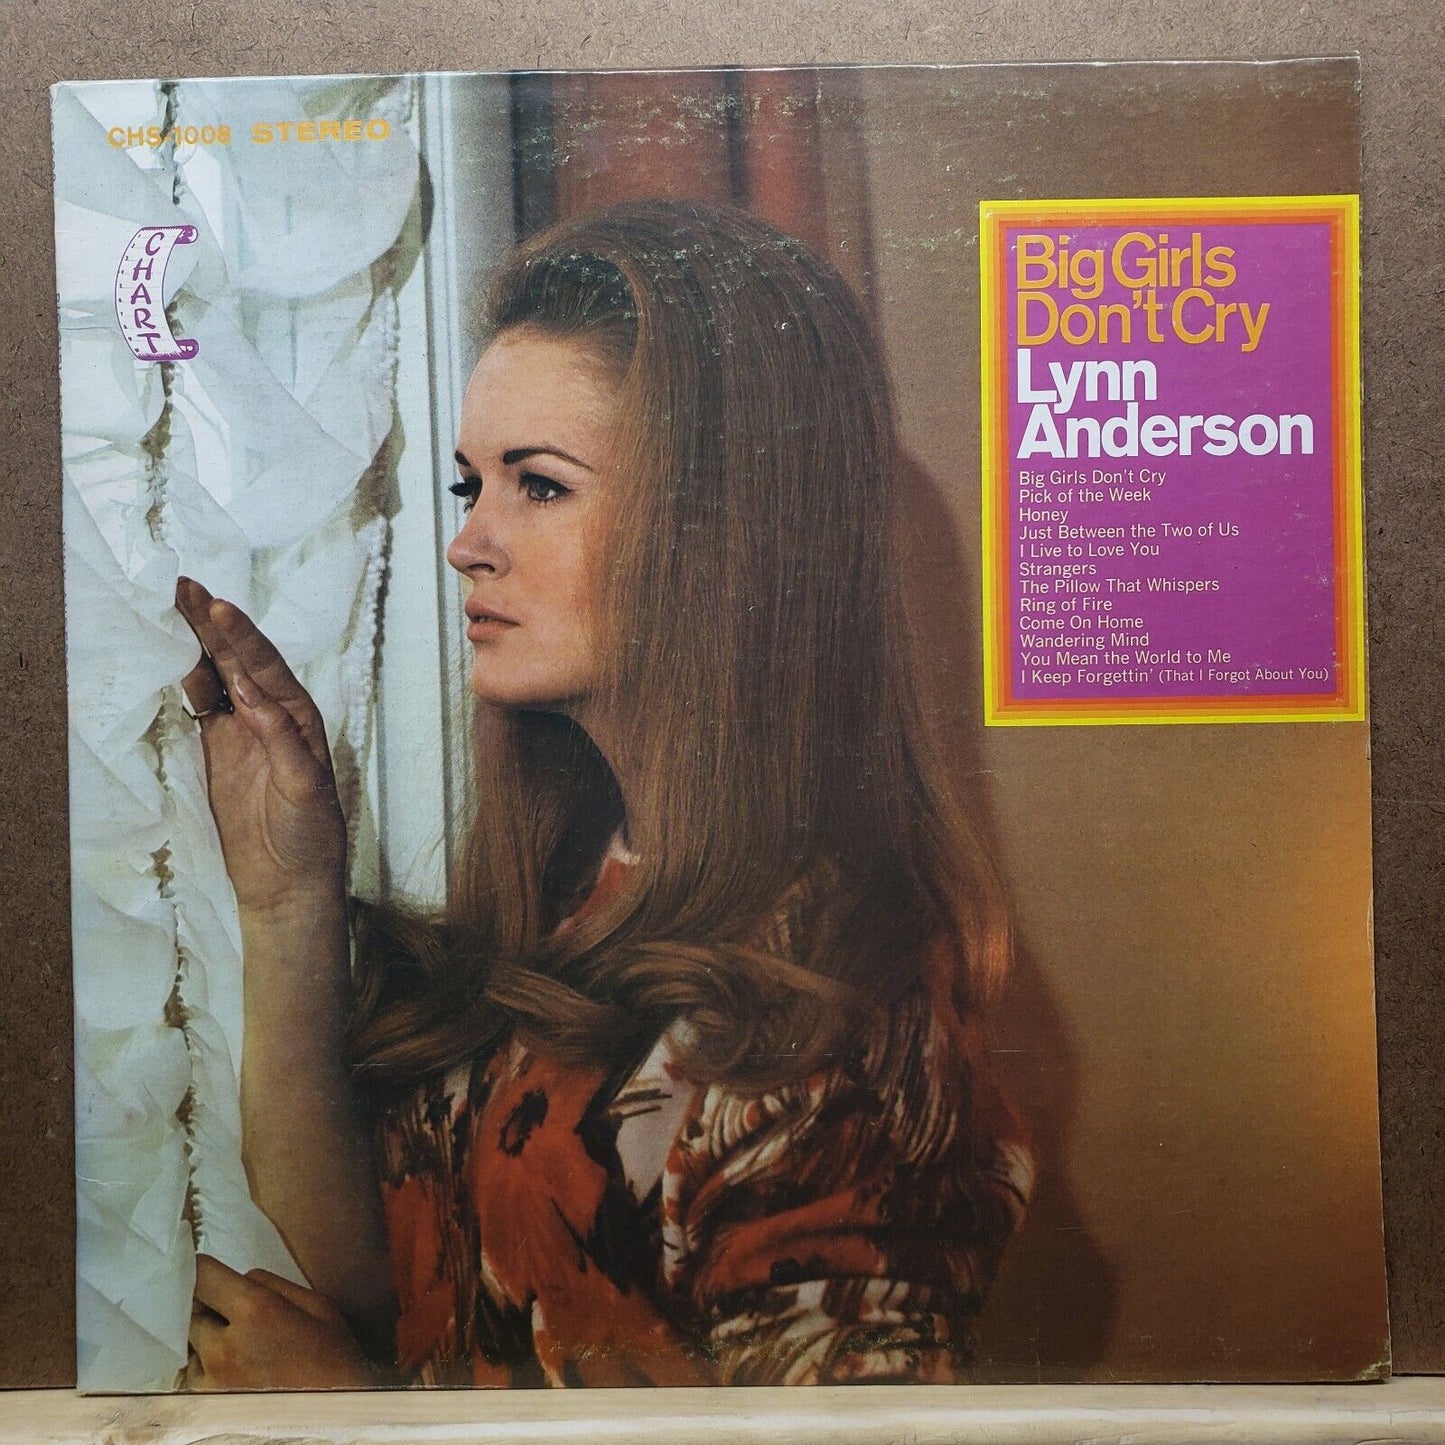 CHS-1008 STEREO
CHART
Big Girls
Don't Cry
Lynn
Anderson
Big Girls Don't Cry
Pick of the Week
Honey
Just Between the Two of Us
I Live to Love You
Strangers
The Pillow That Whispers
Ring of Fire
Come On Home
Wandering Mind
You Mean the World to Me
I Keep Forgettin' (That I Forgot About You)